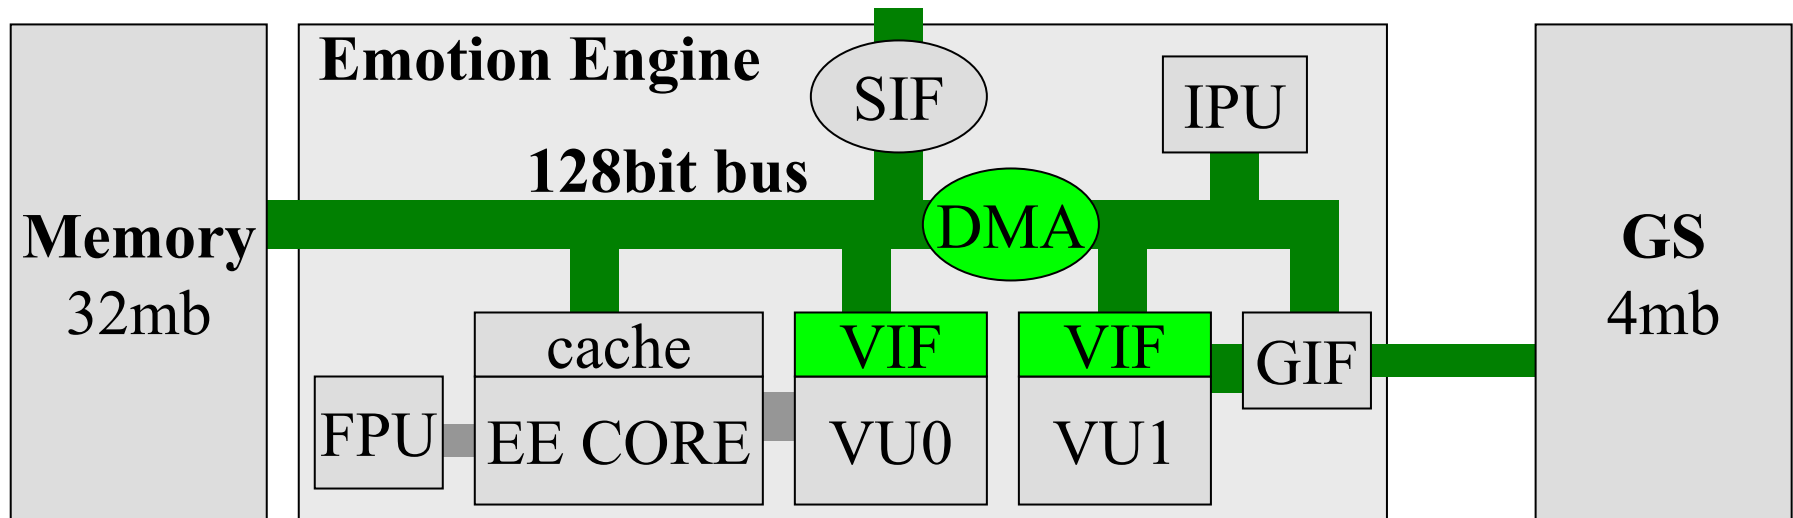 Emotion Engine
SIF
IPU
128bit bus
DMA
Memory
32mb
GS
4mb
cache
VIF
VIF
GIF
FPU
EE CORE
VU0
VU1